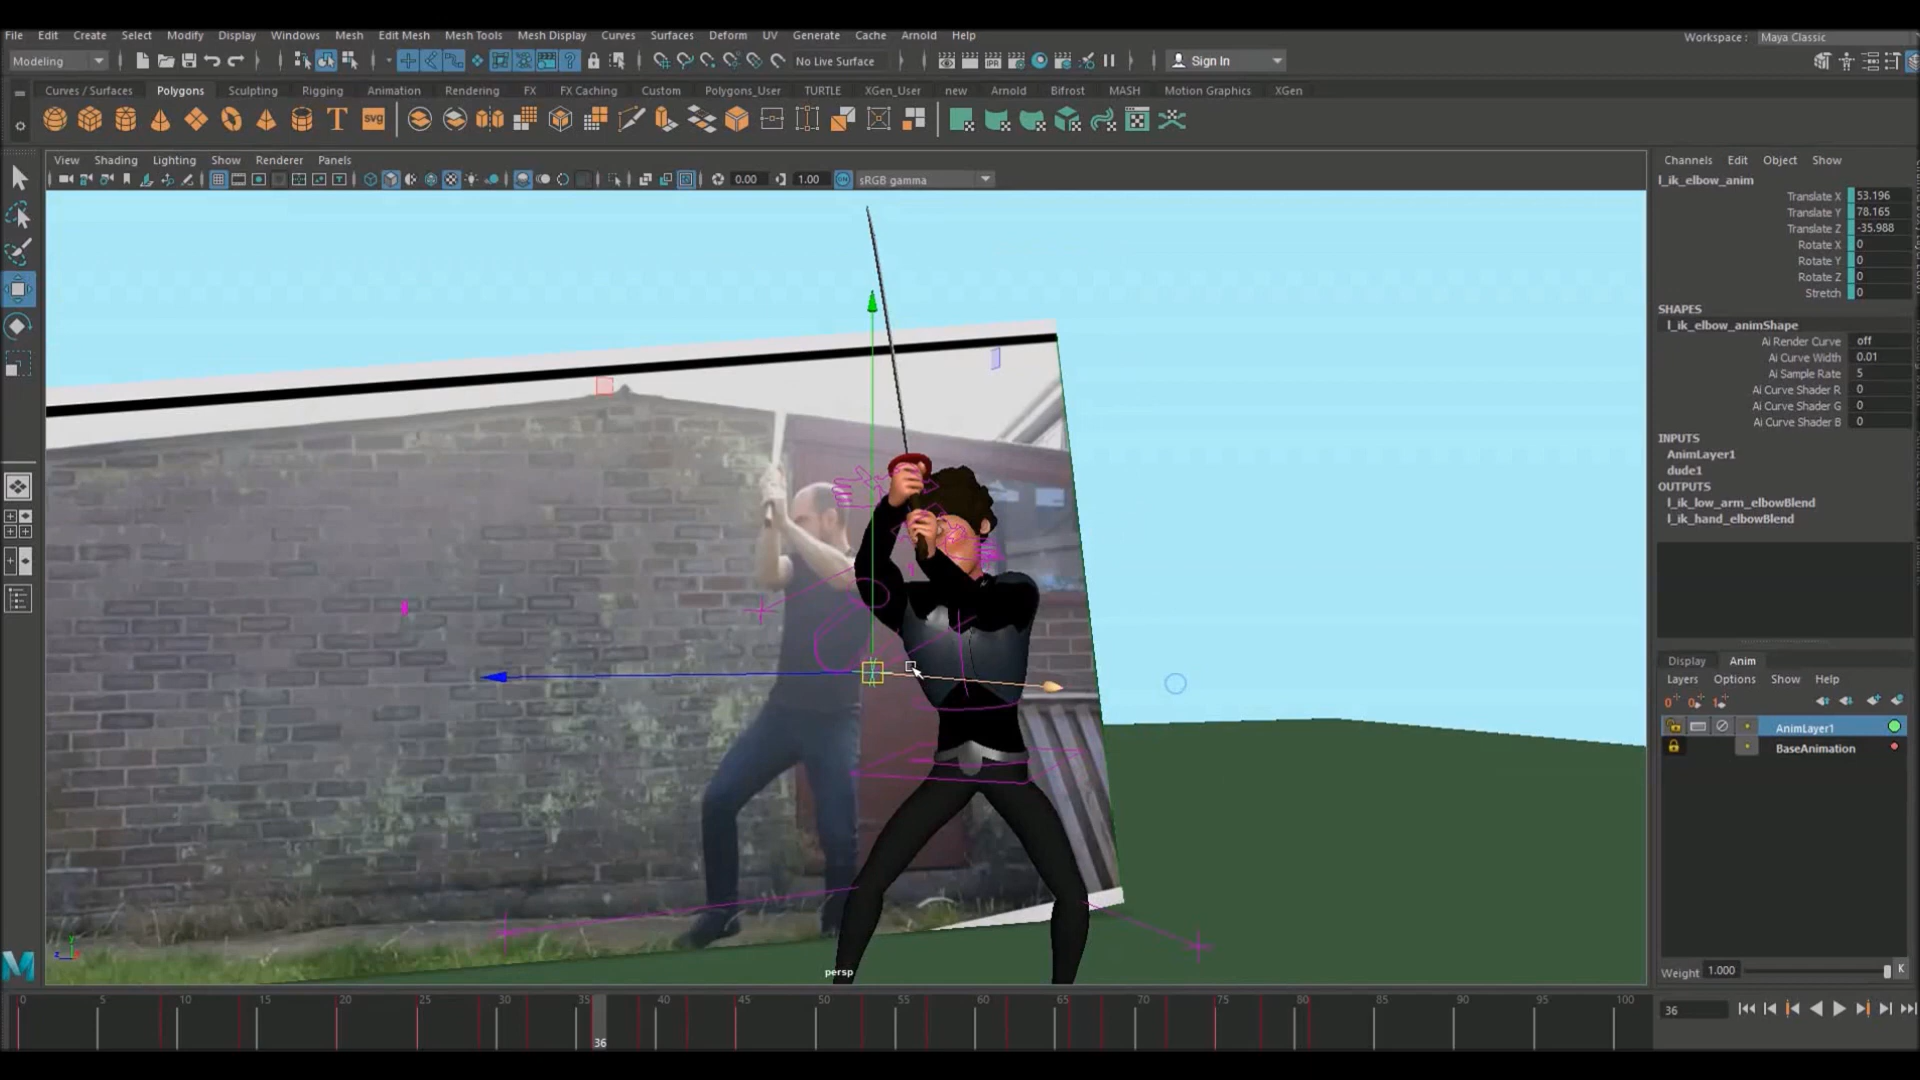 File Edit Create Select Modify Display Windows Mesh Edit Mesh Mesh Tools Mesh Display Curves Surfaces Deform UV Generate Cache Arnold Help
Workspace : Maya Classic
Modeling No Live Surface Sign In
Curves / Surfaces Polygons Sculpting Rigging Animation Rendering FX FX Caching Custom Polygons_User TURTLE XGen_User new Arnold Bifrost MASH Motion Graphics XGen
T svg
View Shading Lighting Show Renderer Panels
0.00 1.00 sRGB gamma
Channels Edit Object Show
l_ik_elbow_anim
Translate X 53.196
Translate Y 78.165
Translate Z -35.988
Rotate X 0
Rotate Y 0
Rotate Z 0
Stretch 0
SHAPES
l_ik_elbow_animShape
Ai Render Curve off
Ai Curve Width 0.01
Ai Sample Rate 5
Ai Curve Shader R 0
Ai Curve Shader G 0
Ai Curve Shader B 0
INPUTS
AnimLayer1
dude1
OUTPUTS
l_ik_low_arm_elbowBlend
l_ik_hand_elbowBlend
Display Anim
Layers Options Show Help
AnimLayer1
BaseAnimation
Weight 1.000 K
persp
0 5 10 15 20 25 30 35 40 45 50 55 60 65 70 75 80 85 90 95 100
36
36